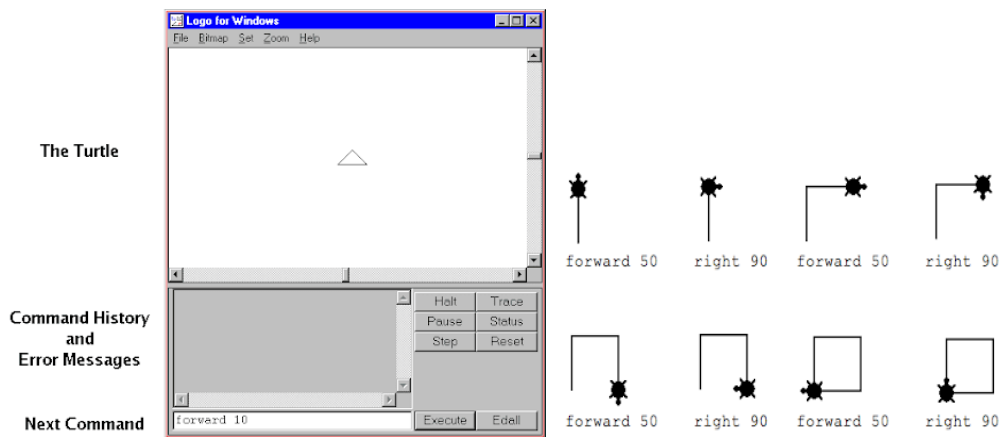 Logo for Windows
File Bitmap Set Zoom Help
The Turtle
forward 50 right 90 forward 50 right 90
Command History
and
Error Messages
Halt Trace
Pause Status
Step Reset
forward 50 right 90 forward 50 right 90
Next Command
forward 10
Execute Edall